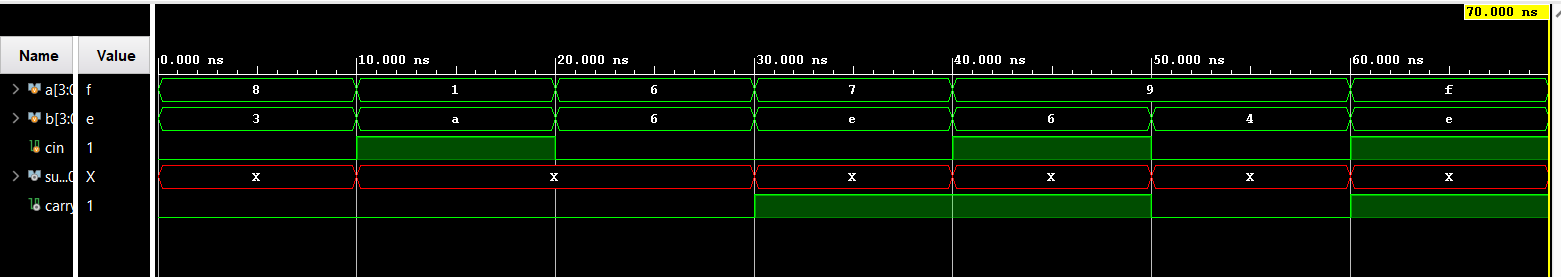 70.000 ns
Name Value
0.000 ns 10.000 ns 20.000 ns 30.000 ns 40.000 ns 50.000 ns 60.000 ns
a[3:0 f 8 1 6 7 9 f
b[3:0 e 3 a 6 e 6 4 e
cin 1
su...0 X X X X X X X
carry 1